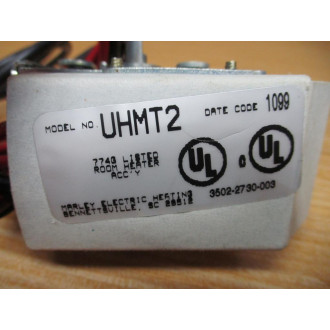 MODEL NO. UHMT2 DATE CODE 1099
774G LISTED
ROOM HEATER
ACC'Y
UL C UL
3502-2730-003
MARLEY ELECTRIC HEATING
BENNETTSVILLE, SC 29512